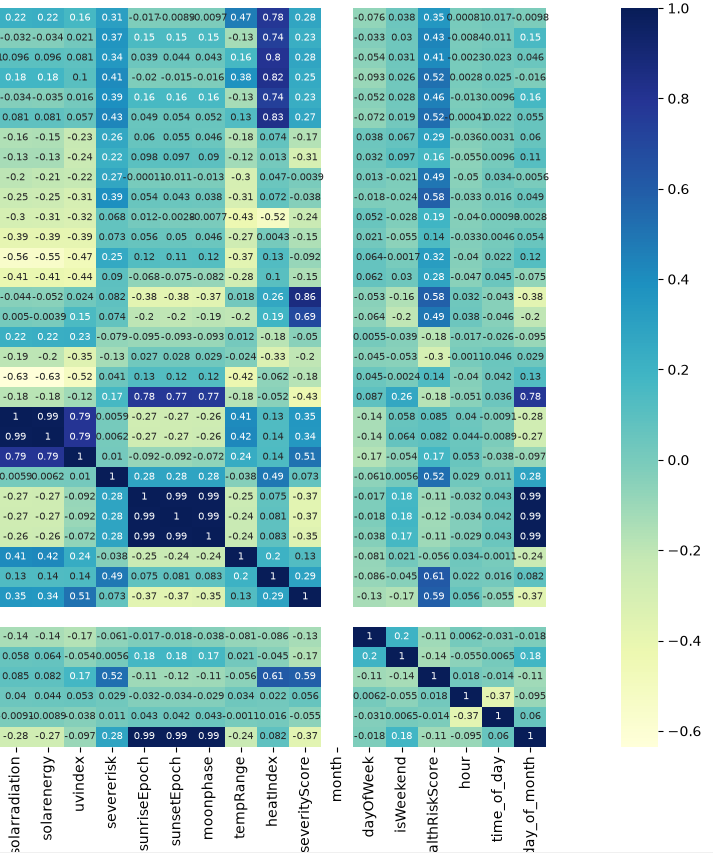 0.22 0.22 0.16 0.31 -0.017 -0.0089 0.0097 0.47 0.78 0.28 -0.076 0.038 0.35 0.00081 0.017 -0.0098
-0.032 -0.034 0.021 0.37 0.15 0.15 0.15 -0.13 0.74 0.23 -0.032 -0.019 0.43 -0.0084 0.011 0.15
0.096 0.096 0.081 0.34 0.039 0.044 0.043 0.16 0.8 0.28 -0.054 0.031 0.41 -0.0023 0.023 0.046
0.18 0.18 0.1 0.41 -0.02 -0.015 -0.016 0.38 0.82 0.25 -0.093 0.026 0.52 0.0028 0.025 -0.016
-0.034 -0.035 0.016 0.39 0.16 0.16 0.16 -0.13 0.74 0.23 -0.052 0.028 0.46 -0.013 0.0096 0.16
0.081 0.081 0.057 0.43 0.049 0.054 0.052 0.13 0.83 0.27 -0.072 0.019 0.52 0.00041 0.022 0.055
-0.16 -0.15 -0.23 0.26 0.06 0.055 0.046 -0.18 0.074 -0.17 0.038 0.067 0.29 -0.036 0.0031 0.06
-0.13 -0.13 -0.24 0.22 0.098 0.097 0.09 -0.12 0.013 -0.31 0.032 0.097 0.16 -0.055 0.0096 0.11
-0.2 -0.21 -0.22 0.27 -0.00011 0.011 -0.013 -0.3 0.047 -0.0039 0.013 -0.021 0.49 -0.05 0.034 -0.0056
-0.25 -0.25 -0.31 0.39 0.054 0.043 0.038 -0.31 0.072 -0.038 -0.018 -0.024 0.58 -0.033 0.016 0.049
-0.3 -0.31 -0.32 0.068 0.012 -0.0028 0.0077 -0.43 -0.52 -0.24 0.052 -0.028 0.19 -0.04 0.00098 0.0028
-0.39 -0.39 -0.39 0.073 0.056 0.05 0.046 -0.27 0.0043 -0.15 0.021 -0.055 0.14 -0.033 0.0046 0.054
-0.56 -0.55 -0.47 0.25 0.12 0.11 0.12 -0.37 0.13 -0.092 0.064 -0.0017 0.32 -0.04 0.022 0.12
-0.41 -0.41 -0.44 0.09 -0.068 -0.075 -0.082 -0.28 0.1 -0.15 0.062 0.03 0.28 -0.047 0.045 -0.075
-0.044 -0.052 0.024 0.082 -0.38 -0.38 -0.37 0.018 0.26 0.86 -0.053 -0.16 0.58 0.032 -0.043 -0.38
0.005 -0.0039 0.15 0.074 -0.2 -0.2 -0.19 -0.2 0.19 0.69 -0.064 -0.2 0.49 0.038 -0.046 -0.2
0.22 0.22 0.23 -0.079 -0.095 -0.093 -0.093 0.012 -0.18 -0.05 0.0055 -0.039 -0.18 -0.017 -0.026 -0.095
-0.19 -0.2 -0.35 -0.13 0.027 0.028 0.029 -0.024 -0.33 -0.2 -0.045 -0.053 -0.3 -0.0011 0.046 0.029
-0.63 -0.63 -0.52 0.041 0.13 0.12 0.12 -0.42 -0.062 -0.18 -0.045 0.0024 0.14 -0.04 -0.042 0.13
-0.18 -0.18 -0.12 0.17 0.78 0.77 0.77 -0.18 -0.052 -0.43 0.087 0.26 -0.18 -0.051 0.036 0.78
1 0.99 0.79 0.0059 -0.27 -0.27 -0.26 0.41 0.13 0.35 -0.14 0.058 0.085 0.04 -0.0091 -0.28
0.99 1 0.79 0.0062 -0.27 -0.27 -0.26 0.42 0.14 0.34 -0.14 0.064 0.082 0.044 -0.0089 -0.27
0.79 0.79 1 0.01 -0.092 -0.092 -0.072 0.24 0.14 0.51 -0.17 -0.054 0.17 0.053 -0.038 -0.097
0.0059 0.0062 0.01 1 0.28 0.28 0.28 -0.038 0.49 0.073 -0.061 0.0056 0.52 0.029 0.011 0.28
-0.27 -0.27 -0.092 0.28 1 0.99 0.99 -0.25 0.075 -0.37 -0.017 0.18 -0.11 -0.032 0.043 0.99
-0.27 -0.27 -0.092 0.28 0.99 1 0.99 -0.24 0.081 -0.37 -0.018 0.18 -0.12 -0.034 0.042 0.99
-0.26 -0.26 -0.072 0.28 0.99 0.99 1 -0.24 0.083 -0.35 -0.038 0.17 -0.11 -0.029 0.043 0.99
0.41 0.42 0.24 -0.038 -0.25 -0.24 -0.24 1 0.2 0.13 -0.081 0.021 -0.056 0.034 -0.0011 -0.24
0.13 0.14 0.14 0.49 0.075 0.081 0.083 0.2 1 0.29 -0.086 -0.045 0.61 0.022 0.016 0.082
0.35 0.34 0.51 0.073 -0.37 -0.37 -0.35 0.13 0.29 1 -0.13 -0.17 0.59 0.056 -0.055 -0.37
-0.14 -0.14 -0.17 -0.061 -0.017 -0.018 -0.038 -0.081 -0.086 -0.13 1 0.2 -0.11 0.0062 -0.031 -0.018
0.058 0.064 -0.054 0.0056 0.18 0.18 0.17 0.021 -0.045 -0.17 0.2 1 -0.14 -0.055 0.0065 0.18
0.085 0.082 0.17 0.52 -0.11 -0.12 -0.11 -0.056 0.61 0.59 -0.11 -0.14 1 0.018 -0.014 -0.11
0.04 0.044 0.053 0.029 -0.032 -0.034 -0.029 0.034 0.022 0.056 0.0062 -0.055 0.018 1 -0.37 -0.095
0.0091 0.0089 -0.038 0.011 0.043 0.042 0.043 -0.0011 0.016 -0.055 -0.031 0.0065 -0.014 -0.37 1 0.06
-0.28 -0.27 -0.097 0.28 0.99 0.99 0.99 -0.24 0.082 -0.37 -0.018 0.18 -0.11 -0.095 0.06 1
solarradiation
solarenergy
uvindex
severerisk
sunriseEpoch
sunsetEpoch
moonphase
tempRange
heatIndex
severityScore
month
dayOfWeek
isWeekend
althRiskScore
hour
time_of_day
day_of_month
1.0
0.8
0.6
0.4
0.2
0.0
−0.2
−0.4
−0.6